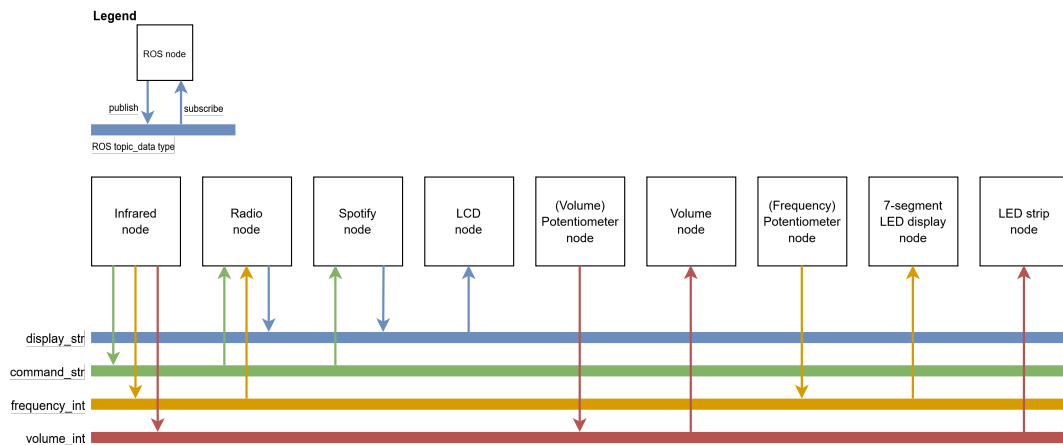 Legend
ROS node
publish
subscribe
ROS topic_data type
Infrared
node
Radio
node
Spotify
node
LCD
node
(Volume)
Potentiometer
node
Volume
node
(Frequency)
Potentiometer
node
7-segment
LED display
node
LED strip
node
display_str
command_str
frequency_int
volume_int